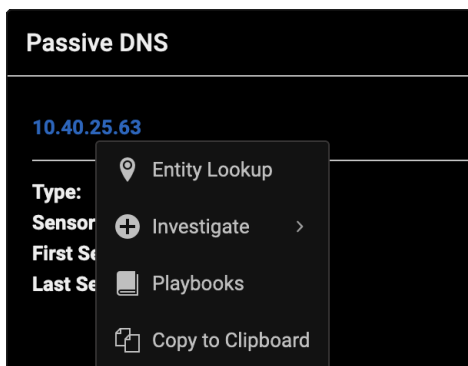 Passive DNS
10.40.25.63
Entity Lookup
Type:
Sensor
Investigate
First Se
Last Se
Playbooks
Copy to Clipboard